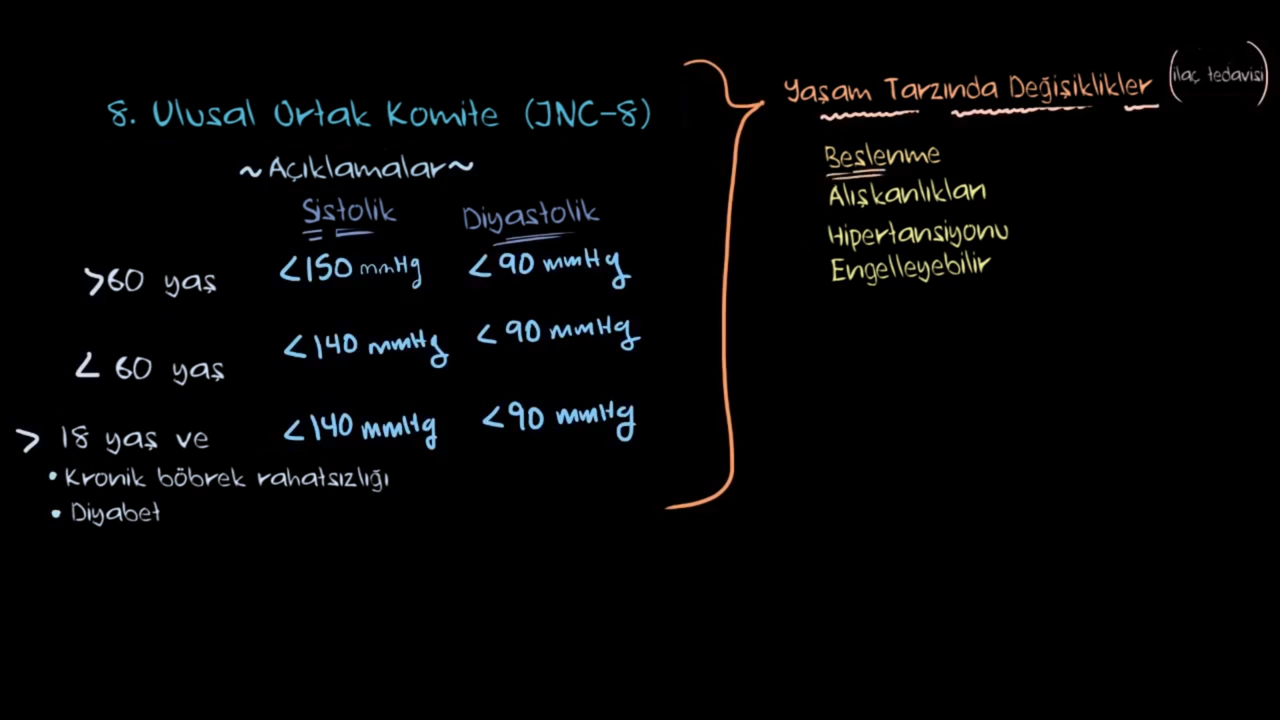 8. Ulusal Ortak Komite (JNC-8)
~Açıklamalar~
Sistolik Diyastolik
>60 yaş <150 mmHg <90 mmHg
< 60 yaş <140 mmHg <90 mmHg
> 18 yaş ve <140 mmHg <90 mmHg
• Kronik böbrek rahatsızlığı
• Diyabet
Yaşam Tarzında Değişiklikler (ilaç tedavisi)
Beslenme
Alışkanlıkları
Hipertansiyonu
Engelleyebilir